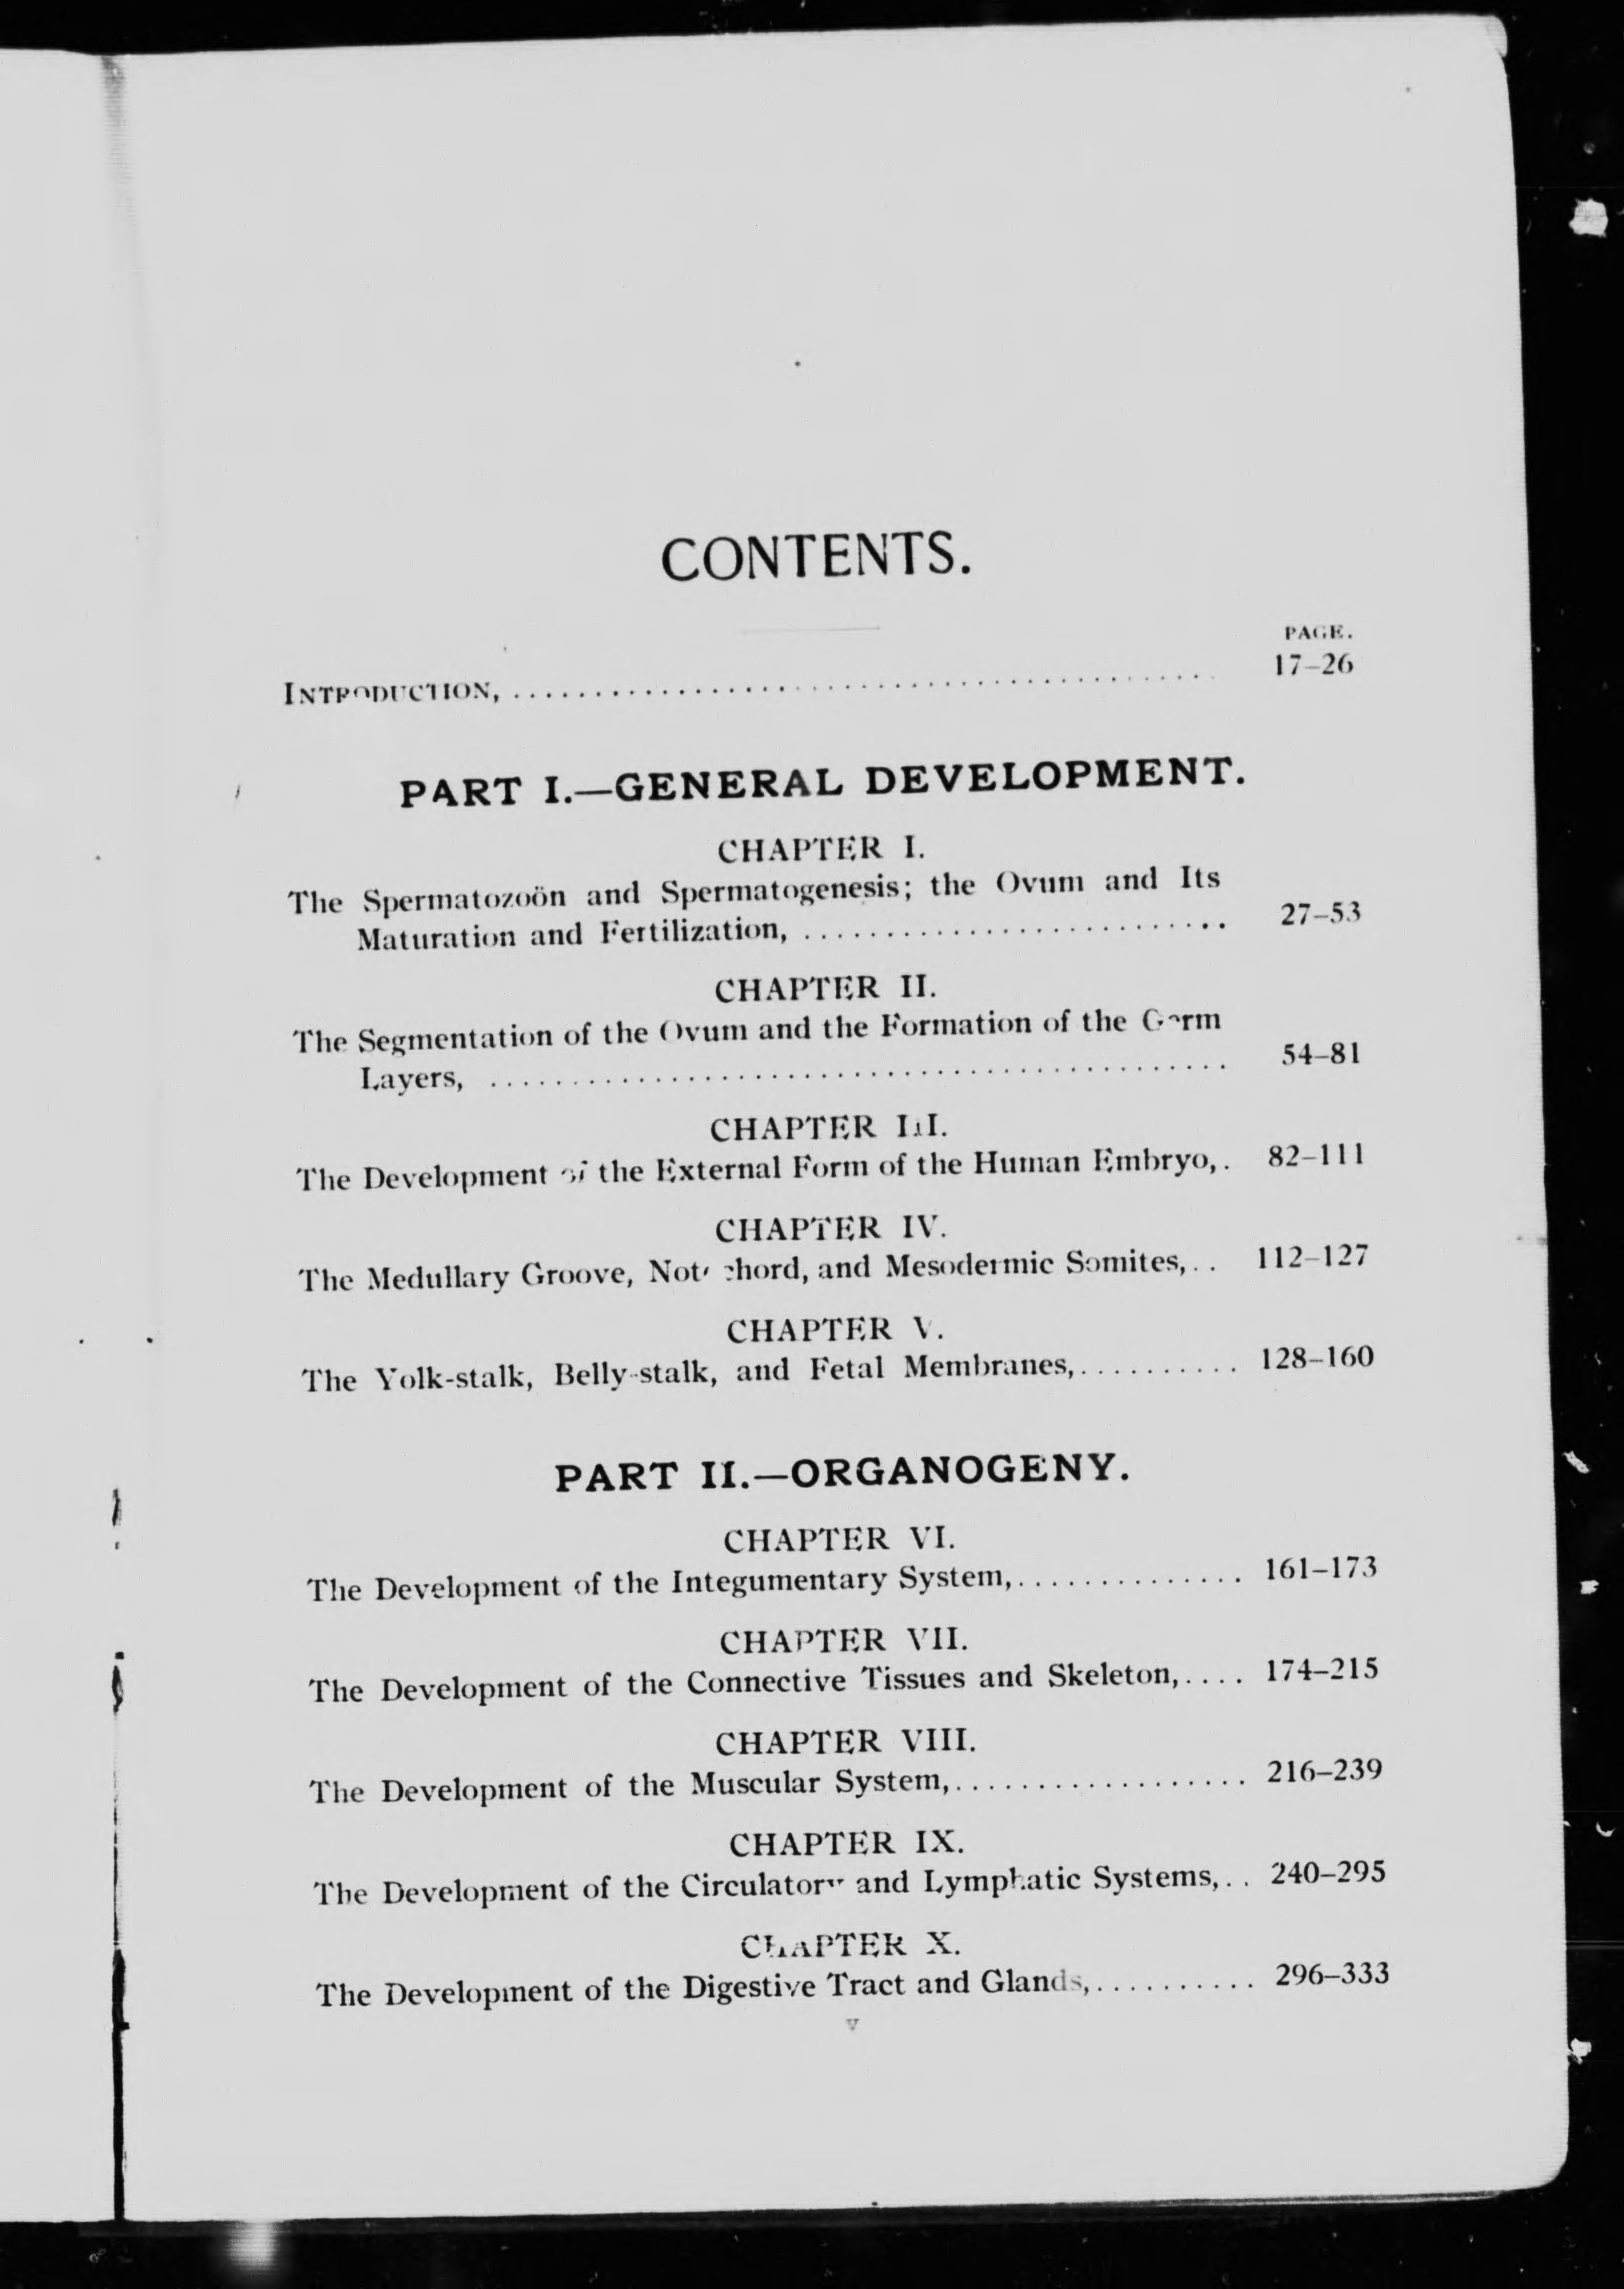 CONTENTS.
PAGE.
INTRODUCTION, ........................................................ 17–26
PART I.—GENERAL DEVELOPMENT.
CHAPTER I.
The Spermatozoön and Spermatogenesis; the Ovum and Its
Maturation and Fertilization, ........................... 27–53
CHAPTER II.
The Segmentation of the Ovum and the Formation of the Germ
Layers, .............................................. 54–81
CHAPTER III.
The Development of the External Form of the Human Embryo,. 82–111
CHAPTER IV.
The Medullary Groove, Notochord, and Mesodermic Somites,.. 112–127
CHAPTER V.
The Yolk-stalk, Belly-stalk, and Fetal Membranes,.......... 128–160
PART II.—ORGANOGENY.
CHAPTER VI.
The Development of the Integumentary System,.............. 161–173
CHAPTER VII.
The Development of the Connective Tissues and Skeleton,.... 174–215
CHAPTER VIII.
The Development of the Muscular System,.................. 216–239
CHAPTER IX.
The Development of the Circulatory and Lymphatic Systems,.. 240–295
CHAPTER X.
The Development of the Digestive Tract and Glands,.......... 296–333
v